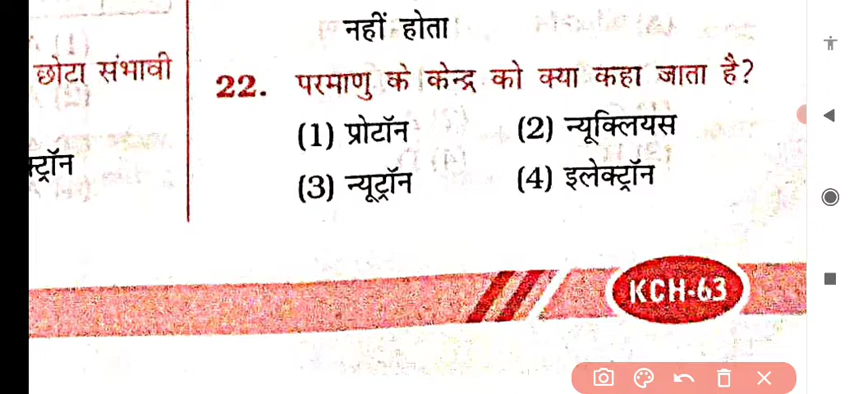 नहीं होता
छोटा संभावी
22. परमाणु के केन्द्र को क्या कहा जाता है?
(1) प्रोटॉन (2) न्यूक्लियस
(3) न्यूट्रॉन (4) इलेक्ट्रॉन
KCH-63